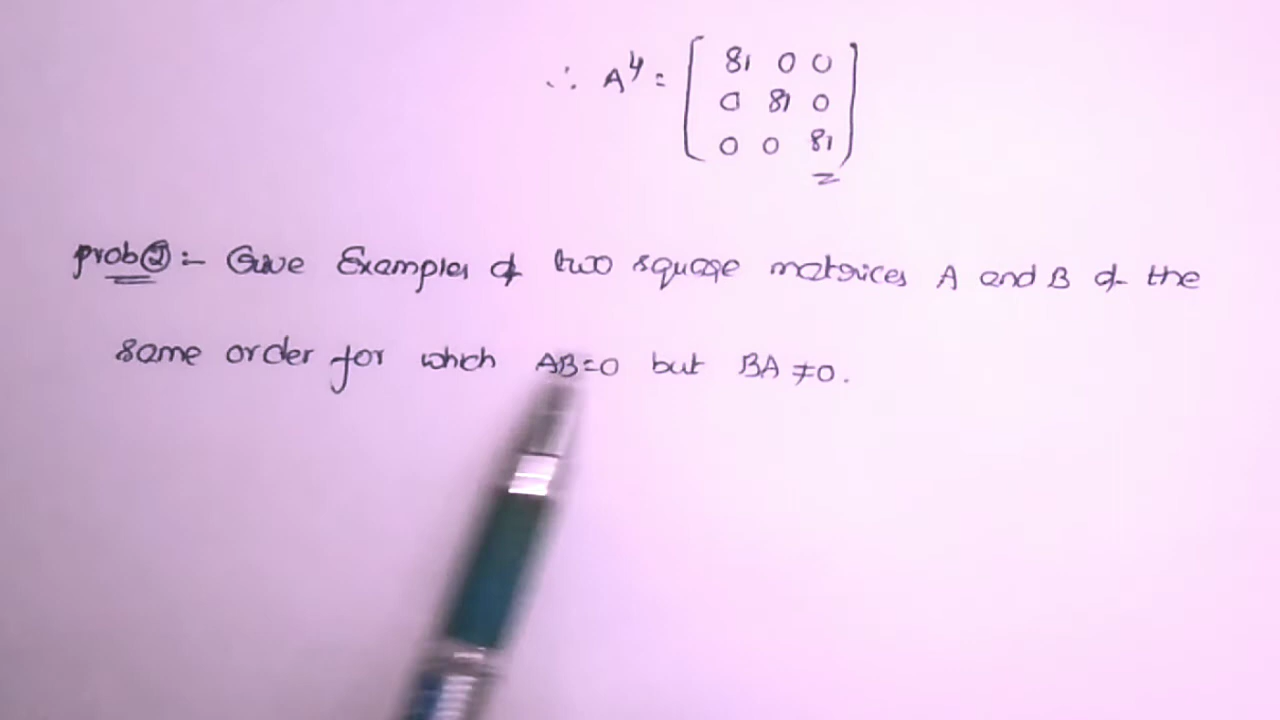 ∴ A⁴ = [ 81 0 0
0 81 0
0 0 81 ]
prob②:- Give Examples of two square matrices A and B of the
same order for which AB=0 but BA≠0.